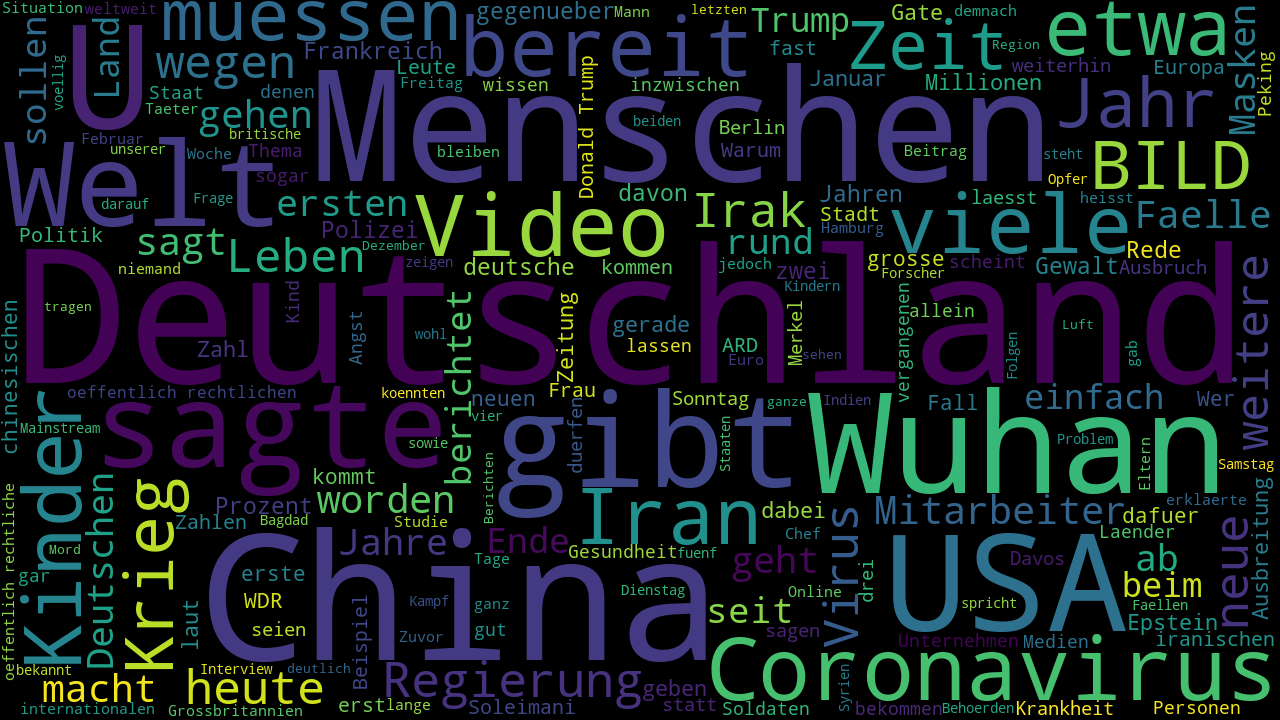 Situation
weltweit
muessen
gegenueber
Mann
letzten
Trump
Gate
demnach
etwa
Masken
sollen
voellig
Land
U
wegen
Frankreich
bereit
Leute
Freitag
fast
Zeit
Region
weiterhin
Europa
Peking
Staat
Taeter
denen
gehen
wissen
inzwischen
Januar
Millionen
Jahr
Menschen
Donald Trump
Februar
unserer
britische
Woche
Thema
bleiben
beiden
Berlin
Warum
Beitrag
steht
BILD
Welt
sogar
Opfer
darauf
Frage
ersten
Video
davon
Irak
Jahren
Stadt
Hamburg
viele
laesst
heisst
Faelle
Politik
sagt
Polizei
Dezember
rund
grosse
Rede
niemand
Leben
zeigen
deutsche
kommen
jedoch
zwei
Forscher
scheint
Gewalt
Ausbruch
Kindern
Deutschland
tragen
Kind
Angst
wohl
berichtet
Zeitung
gerade
lassen
ARD
Merkel
vergangenen
allein
Luft
Folgen
gab
weitere
chinesischen
Zahl
Euro
sehen
oeffentlich rechtlichen
koennten
Frau
neuen
Sonntag
ganze
Indien
Fall
einfach
Wer
Mainstream
sagte
vier
sowie
duerfen
gibt
Staaten
Wuhan
Problem
Eltern
Samstag
Kinder
kommt
Berichten
oeffentlich rechtliche
Deutschen
Krieg
Prozent
worden
Iran
dabei
Mitarbeiter
erklaerte
dafuer
Zahlen
Bagdad
Studie
Chef
Laender
Mord
China
Jahre
Ende
Gesundheit
fuenf
Virus
geht
USA
Davos
ab
neue
Ausbreitung
Tage
gar
erste
Dienstag
Online
drei
beim
WDR
Kampf
ganz
seit
spricht
Faellen
laut
seien
Beispiel
Zuvor
gut
sagen
Epstein
Unternehmen
Medien
iranischen
bekannt
macht
heute
Interview
deutlich
Regierung
geben
Coronavirus
internationalen
Grossbritannien
erst
lange
Soleimani
statt
Soldaten
Syrien
bekommen
Behoerden
Krankheit
Personen